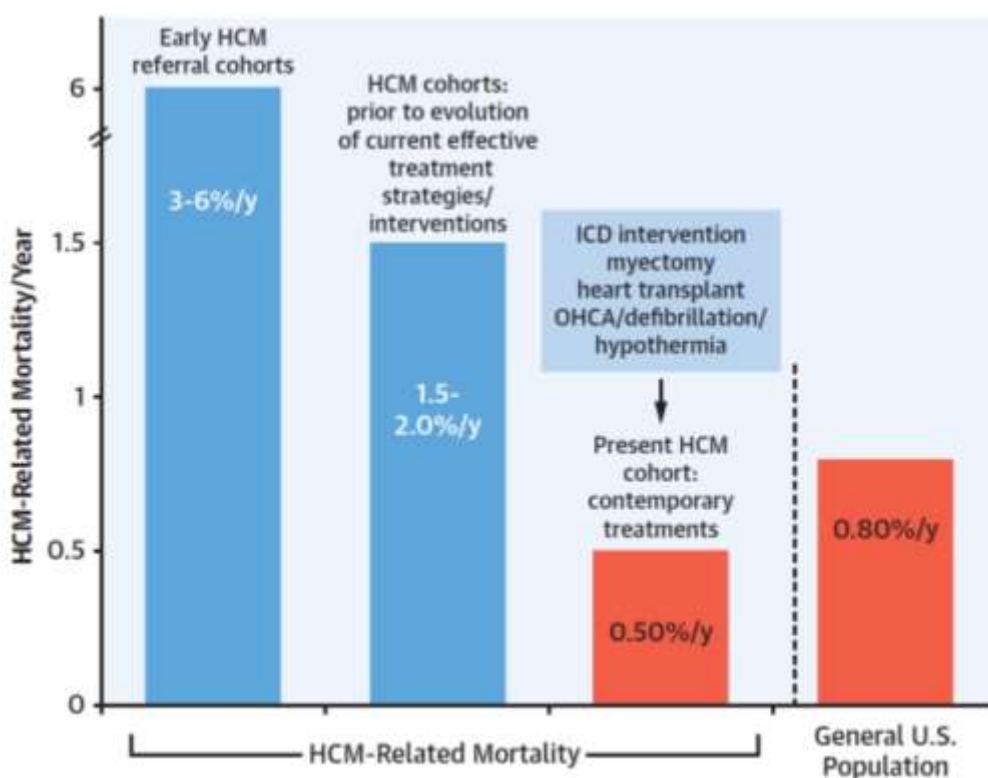 Early HCM
referral cohorts
HCM cohorts:
prior to evolution
of current effective
treatment
strategies/
interventions
ICD intervention
myectomy
heart transplant
OHCA/defibrillation/
hypothermia
Present HCM
cohort:
contemporary
treatments
3-6%/y
1.5-
2.0%/y
0.50%/y
0.80%/y
HCM-Related Mortality/Year
6
1.5
1
0.5
0
HCM-Related Mortality
General U.S.
Population